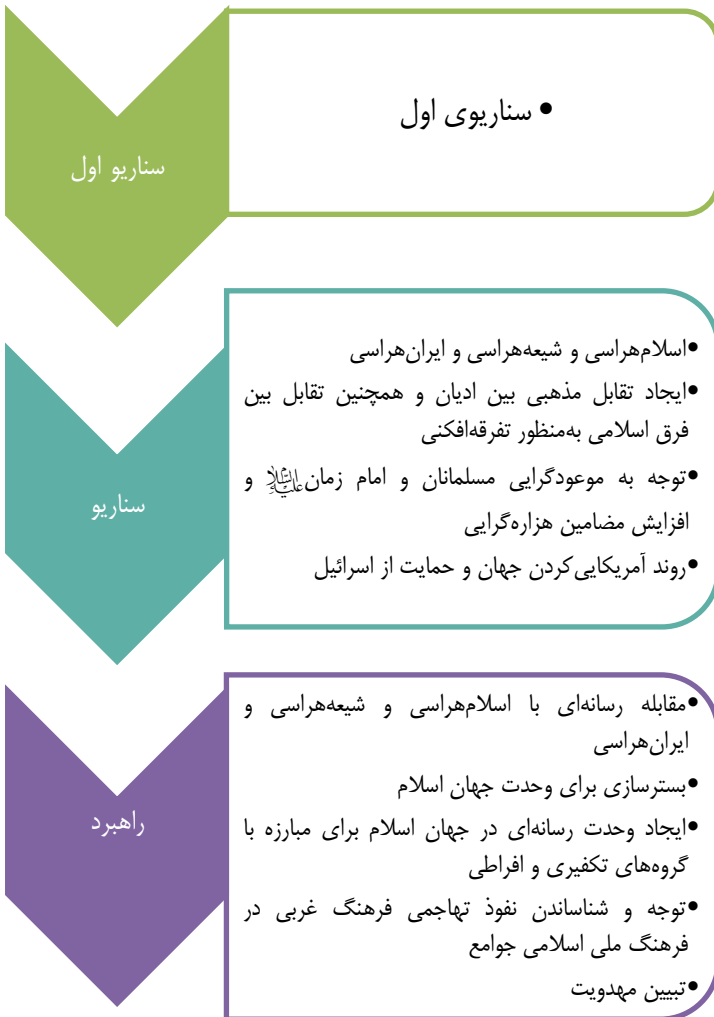 سناریو اول
• سناریوی اول
سناریو
•اسلام‌هراسی و شیعه‌هراسی و ایران‌هراسی
•ایجاد تقابل مذهبی بین ادیان و همچنین تقابل بین
فرق اسلامی به‌منظور تفرقه‌افکنی
•توجه به موعودگرایی مسلمانان و امام زمان علیه‌السلام و
افزایش مضامین هزاره‌گرایی
•روند آمریکایی‌کردن جهان و حمایت از اسرائیل
راهبرد
•مقابله رسانه‌ای با اسلام‌هراسی و شیعه‌هراسی و
ایران‌هراسی
•بسترسازی برای وحدت جهان اسلام
•ایجاد وحدت رسانه‌ای در جهان اسلام برای مبارزه با
گروه‌های تکفیری و افراطی
•توجه و شناساندن نفوذ تهاجمی فرهنگ غربی در
فرهنگ ملی اسلامی جوامع
•تبیین مهدویت